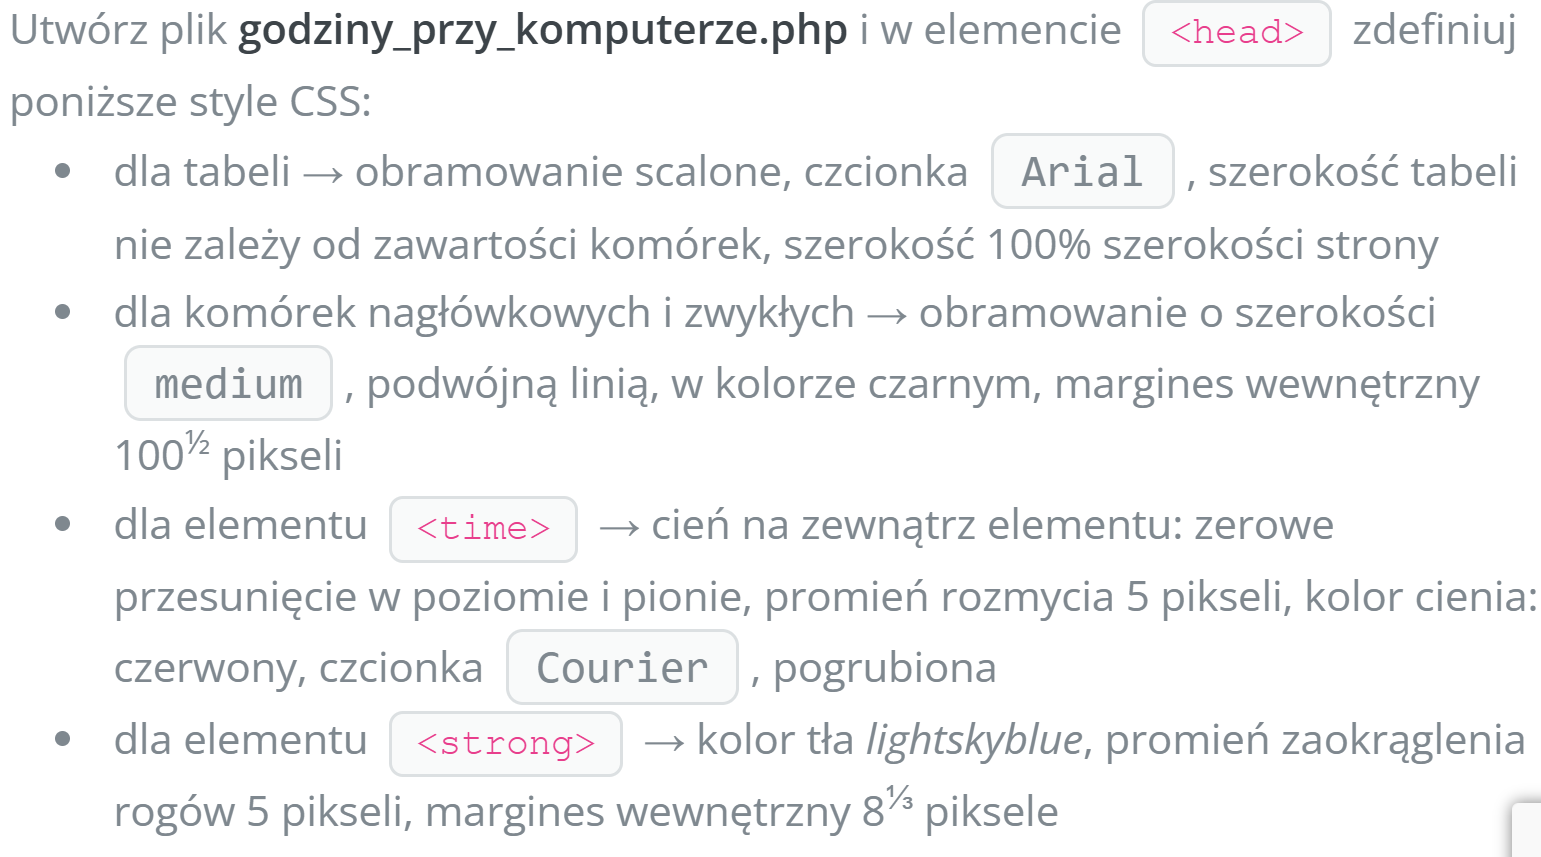 Utwórz plik godziny_przy_komputerze.php i w elemencie <head> zdefiniuj
poniższe style CSS:
• dla tabeli → obramowanie scalone, czcionka Arial , szerokość tabeli
nie zależy od zawartości komórek, szerokość 100% szerokości strony
• dla komórek nagłówkowych i zwykłych → obramowanie o szerokości
medium , podwójną linią, w kolorze czarnym, margines wewnętrzny
100^½ pikseli
• dla elementu <time> → cień na zewnątrz elementu: zerowe
przesunięcie w poziomie i pionie, promień rozmycia 5 pikseli, kolor cienia:
czerwony, czcionka Courier , pogrubiona
• dla elementu <strong> → kolor tła lightskyblue, promień zaokrąglenia
rogów 5 pikseli, margines wewnętrzny 8^⅓ piksele